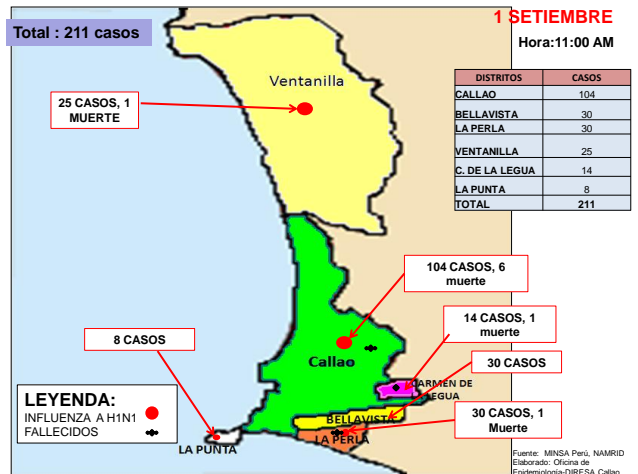 Total : 211 casos
1 SETIEMBRE
Hora:11:00 AM
DISTRITOS CASOS
CALLAO 104
BELLAVISTA 30
LA PERLA 30
VENTANILLA 25
C. DE LA LEGUA 14
LA PUNTA 8
TOTAL 211
Ventanilla
25 CASOS, 1
MUERTE
104 CASOS, 6
muerte
14 CASOS, 1
muerte
8 CASOS
30 CASOS
Callao
CARMEN DE
LEGUA
BELLAVISTA
30 CASOS, 1
Muerte
LA PERLA
LA PUNTA
LEYENDA:
INFLUENZA A H1N1
FALLECIDOS
Fuente: MINSA Perú, NAMRID
Elaborado: Oficina de
Epidemiología-DIRESA Callao